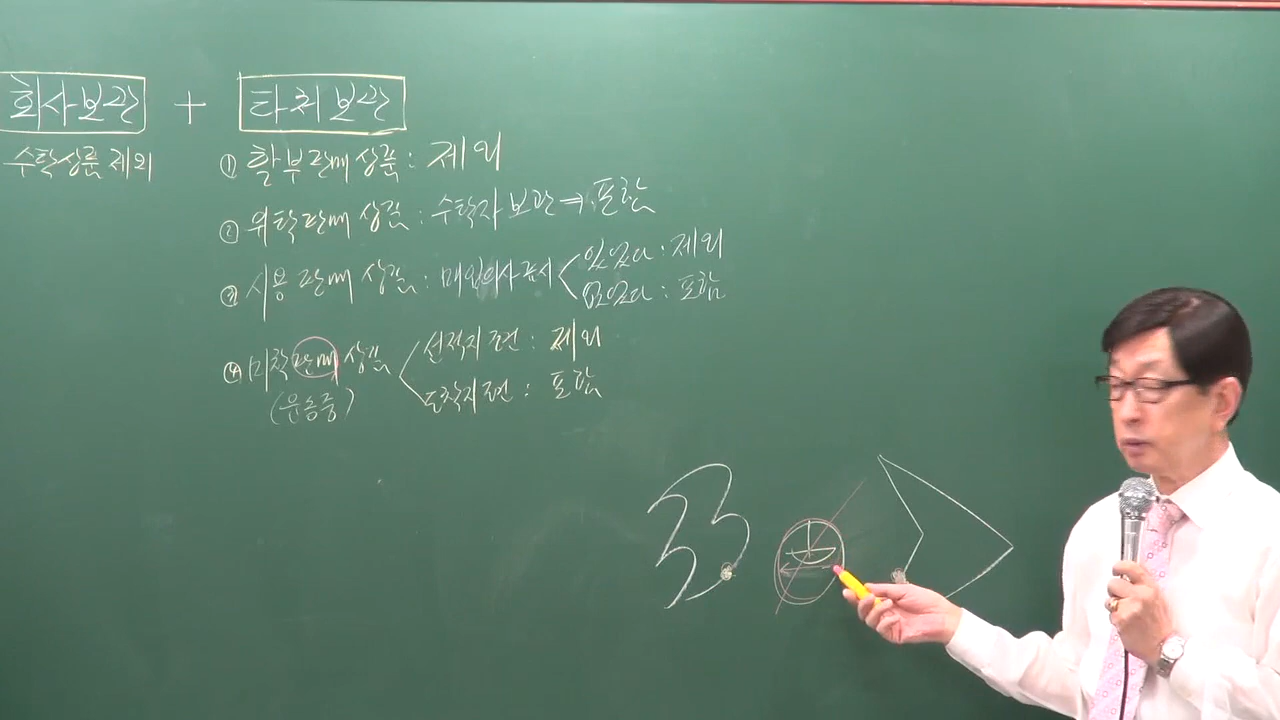 회사보관 + 타처보관
수탁상품 제외
① 할부판매 상품 : 제외
② 위탁판매 상품 : 수탁자 보관 ⇒ 포함
③ 시용판매 상품 : 매입의사표시 < 있었다 : 제외
없었다 : 포함
④ 미착판매 상품 < 선적지 조건 : 제외
(운송중) 도착지 조건 : 포함